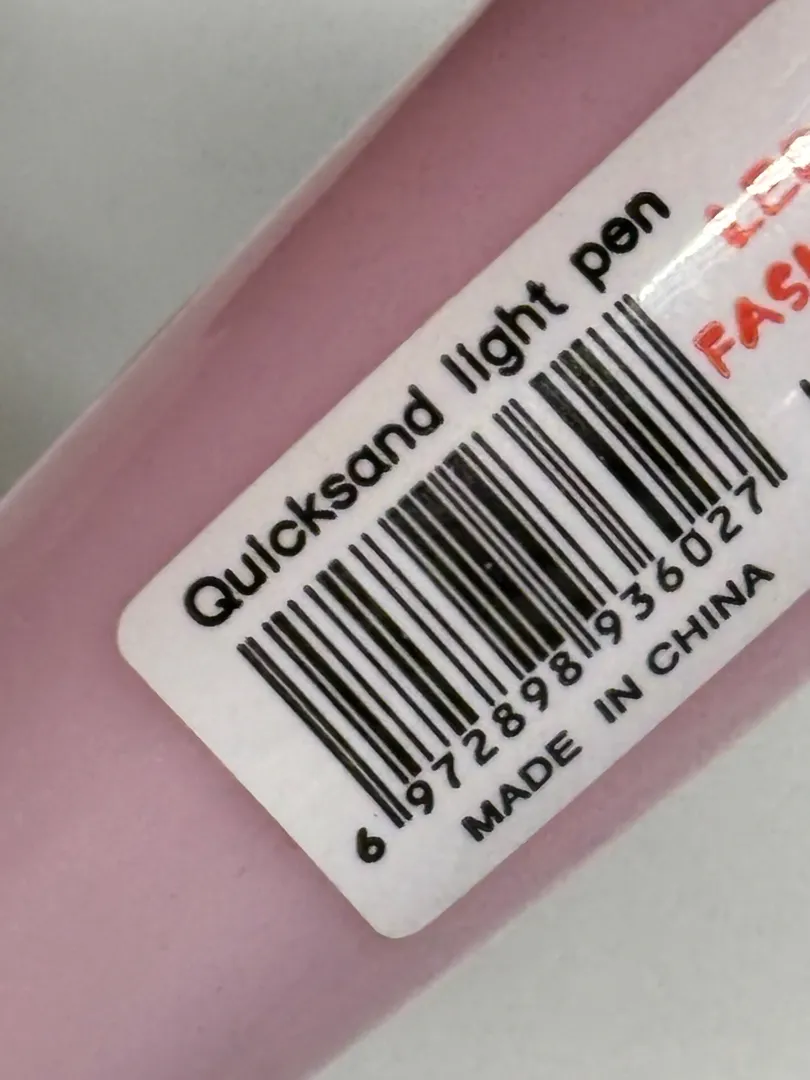 Quicksand light pen
6 972898 936027
MADE IN CHINA